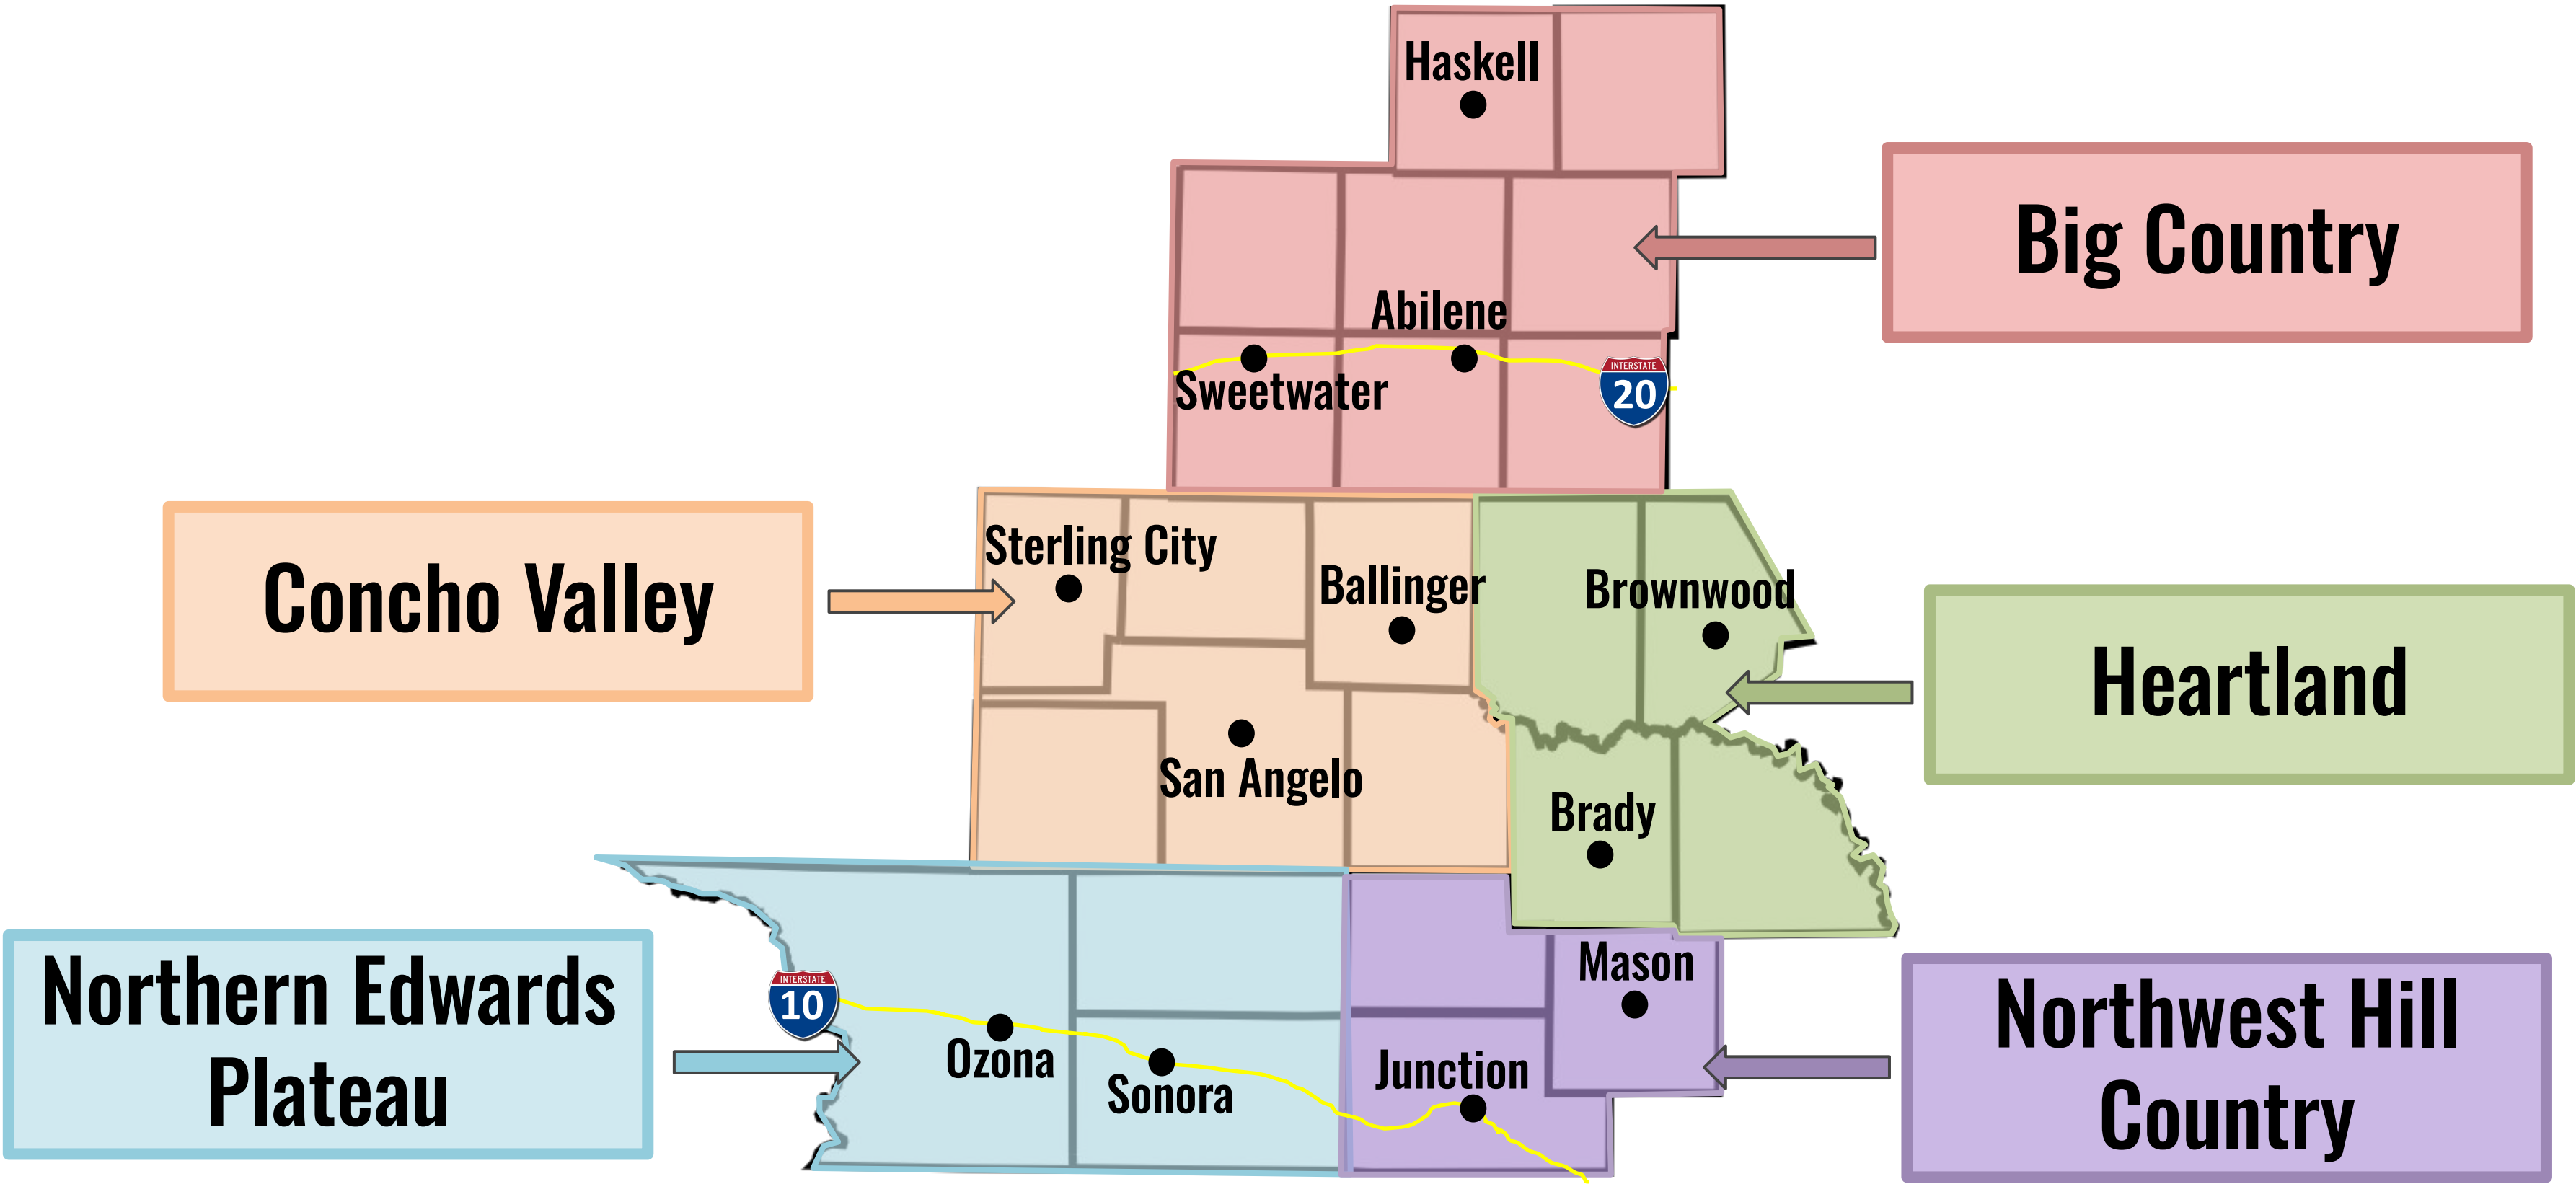 Haskell
Big Country
Abilene
Sweetwater
INTERSTATE
20
Concho Valley
Sterling City
Ballinger
Brownwood
Heartland
San Angelo
Brady
Northern Edwards
Plateau
INTERSTATE
10
Ozona
Sonora
Junction
Mason
Northwest Hill
Country